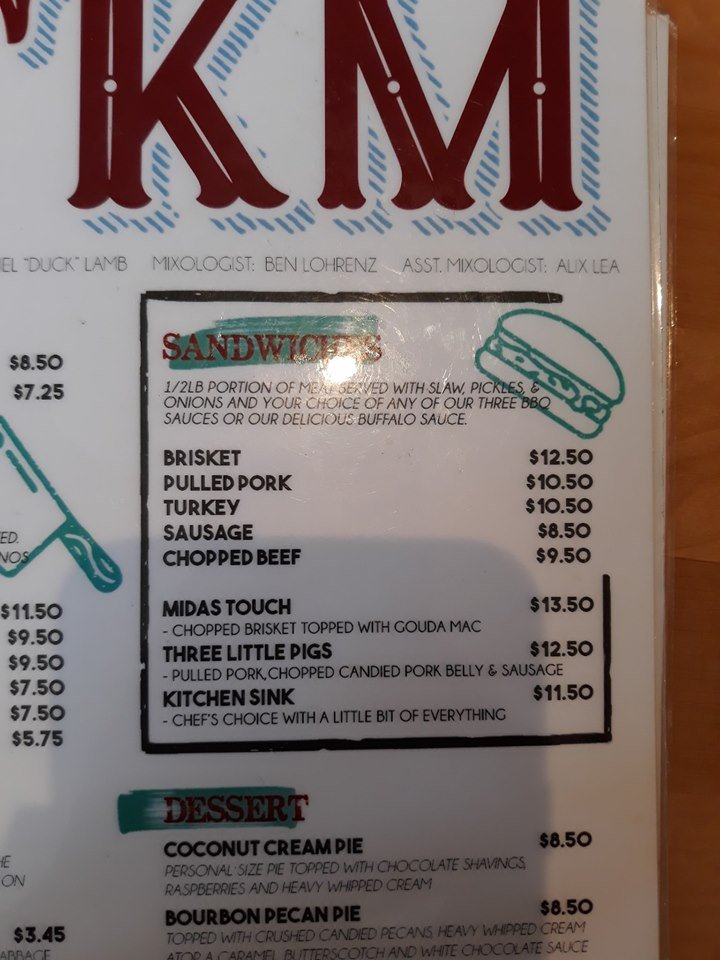 KM
"DUCK" LAMB MIXOLOGIST: BEN LOHRENZ ASST. MIXOLOGIST: ALIX LEA
$8.50
$7.25
$11.50
$9.50
$9.50
$7.50
$7.50
$5.75
$3.45
SANDWICHES
1/2LB PORTION OF MEAT SERVED WITH SLAW, PICKLES, &
ONIONS AND YOUR CHOICE OF ANY OF OUR THREE BBQ
SAUCES OR OUR DELICIOUS BUFFALO SAUCE.
BRISKET $12.50
PULLED PORK $10.50
TURKEY $10.50
SAUSAGE $8.50
CHOPPED BEEF $9.50
MIDAS TOUCH $13.50
- CHOPPED BRISKET TOPPED WITH GOUDA MAC
THREE LITTLE PIGS $12.50
- PULLED PORK, CHOPPED CANDIED PORK BELLY & SAUSAGE
KITCHEN SINK $11.50
- CHEF'S CHOICE WITH A LITTLE BIT OF EVERYTHING
DESSERT
COCONUT CREAM PIE $8.50
PERSONAL SIZE PIE TOPPED WITH CHOCOLATE SHAVINGS,
RASPBERRIES AND HEAVY WHIPPED CREAM
BOURBON PECAN PIE $8.50
TOPPED WITH CRUSHED CANDIED PECANS, HEAVY WHIPPED CREAM
ATOP A CARAMEL, BUTTERSCOTCH AND WHITE CHOCOLATE SAUCE